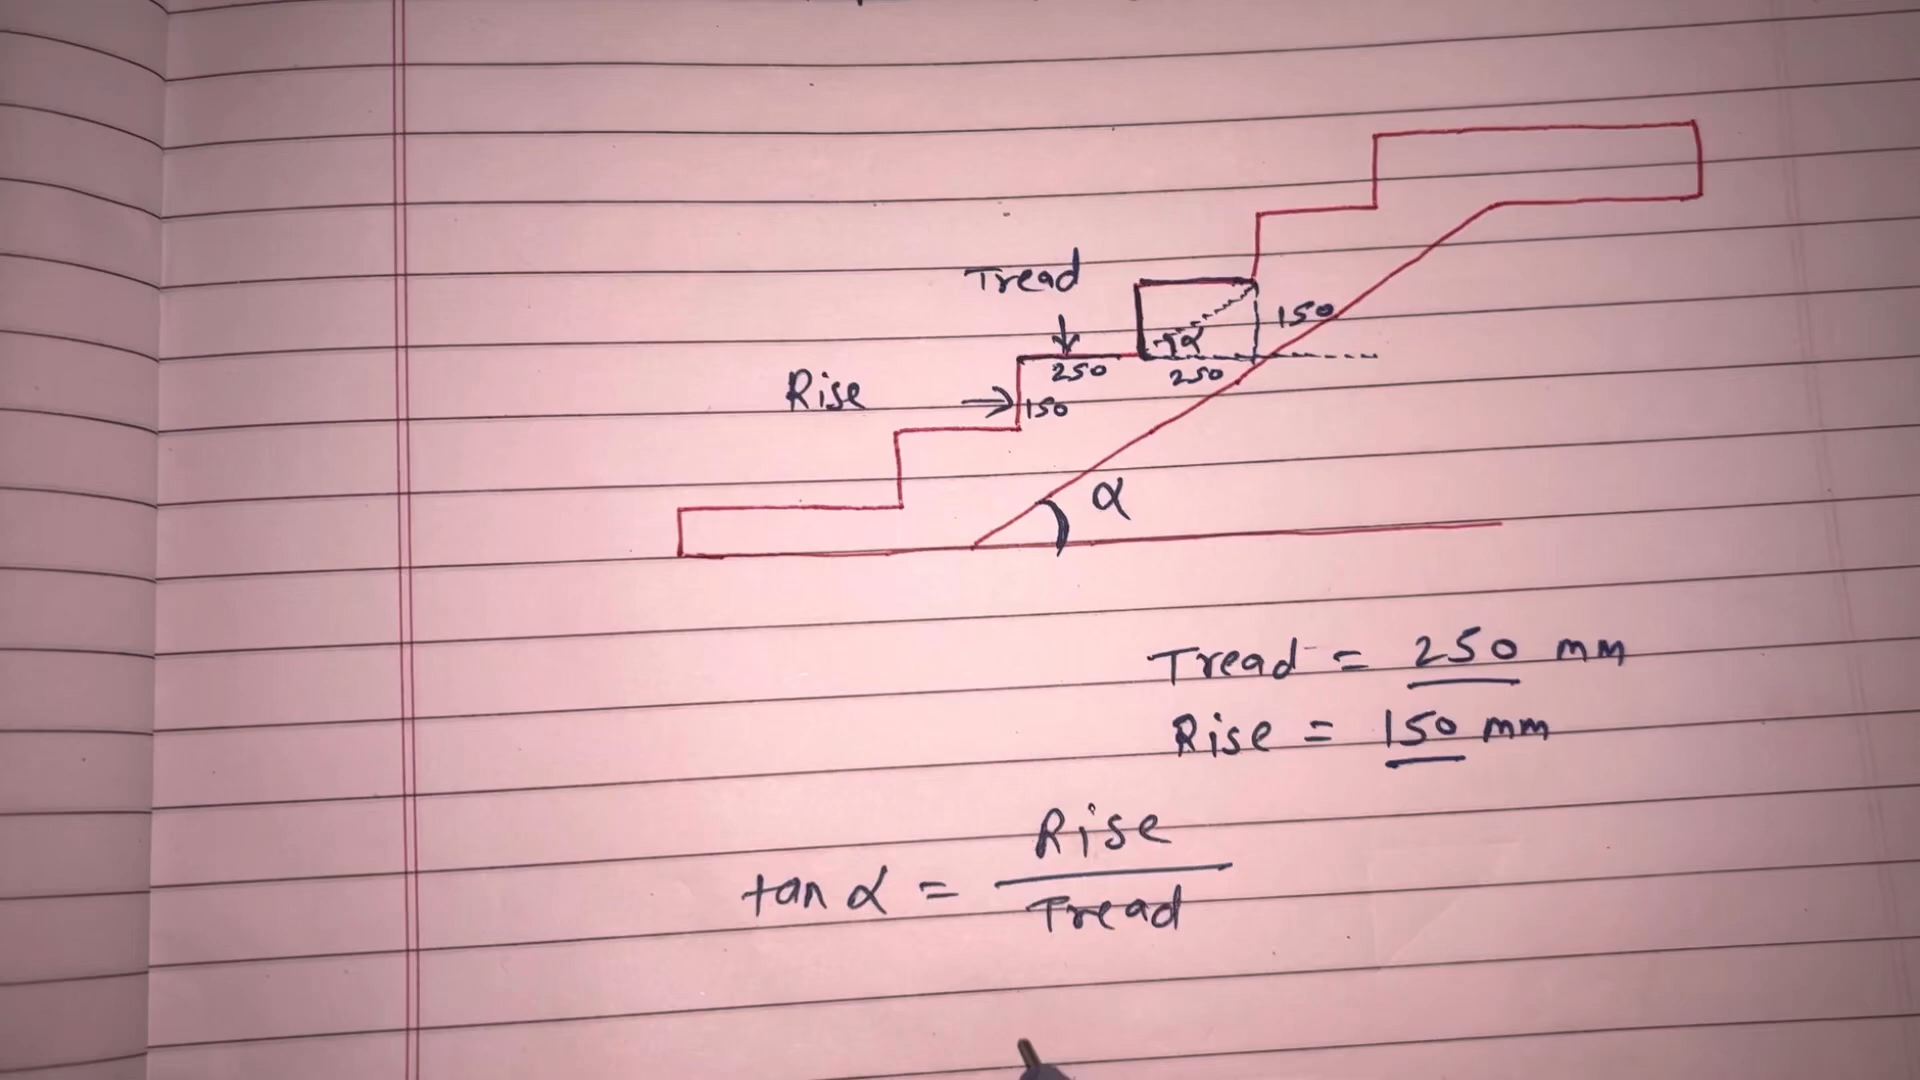 Tread
150
250
α
250
Rise
150
α
Tread = 250 mm
Rise = 150 mm
tan α = Rise / Tread